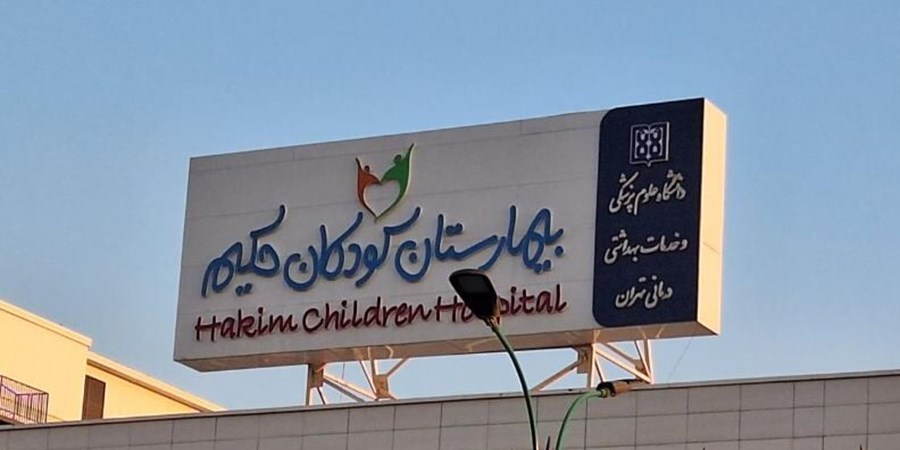 بیمارستان کودکان حکیم
Hakim Children Hospital
دانشگاه علوم پزشکی
و خدمات بهداشتی
درمانی تهران